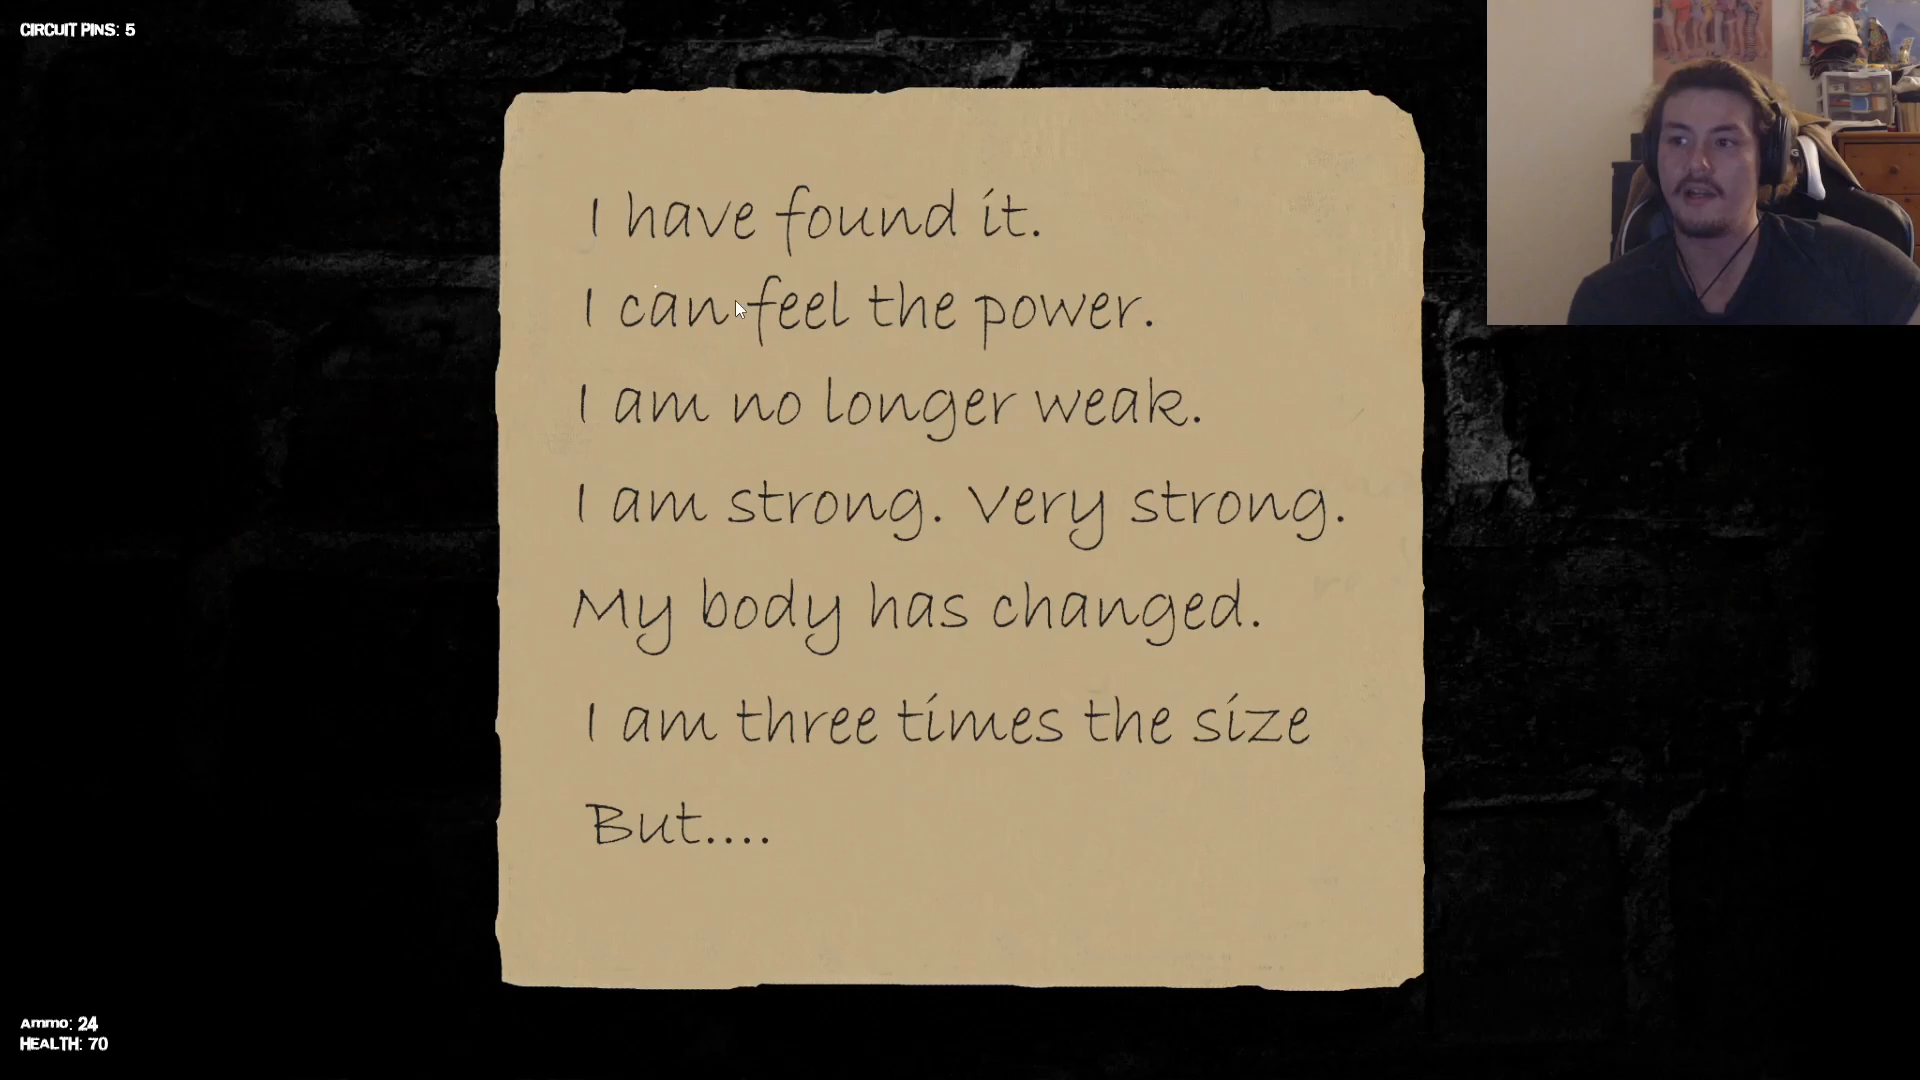 CIRCUIT PINS: 5
I have found it.
I can feel the power.
I am no longer weak.
I am strong. Very strong.
My body has changed.
I am three times the size
But....
Ammo: 24
HEALTH: 70